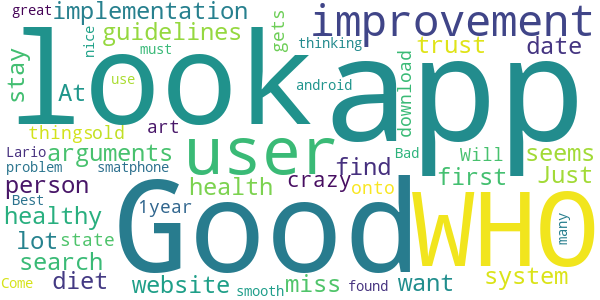 great implementation improvement
nice guidelines gets thinking trust date
stay At must use android download
look app
thingsold art
Lario arguments user find seems
problem smatphone Bad Will
person health crazy onto first Just
Best 1year
healthy Good WHO many
lot state
search
diet website miss want system
Come smooth found